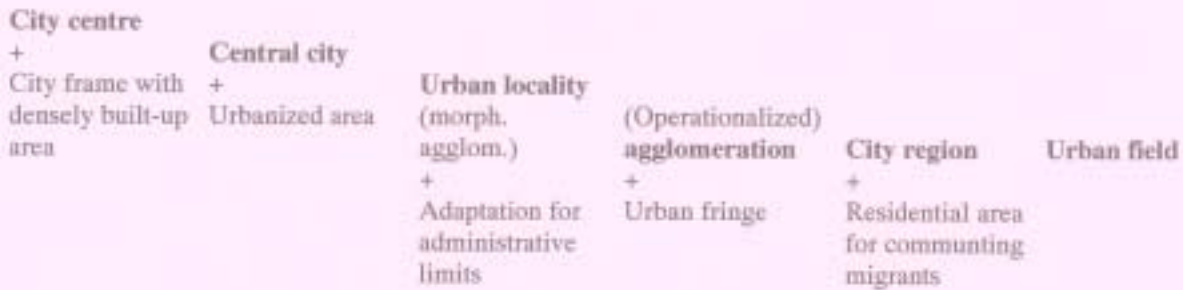 City centre
+
City frame with
densely built-up
area
Central city
+
Urbanized area
Urban locality
(morph.
agglom.)
+
Adaptation for
administrative
limits
(Operationalized)
agglomeration
+
Urban fringe
City region
+
Residential area
for communting
migrants
Urban field